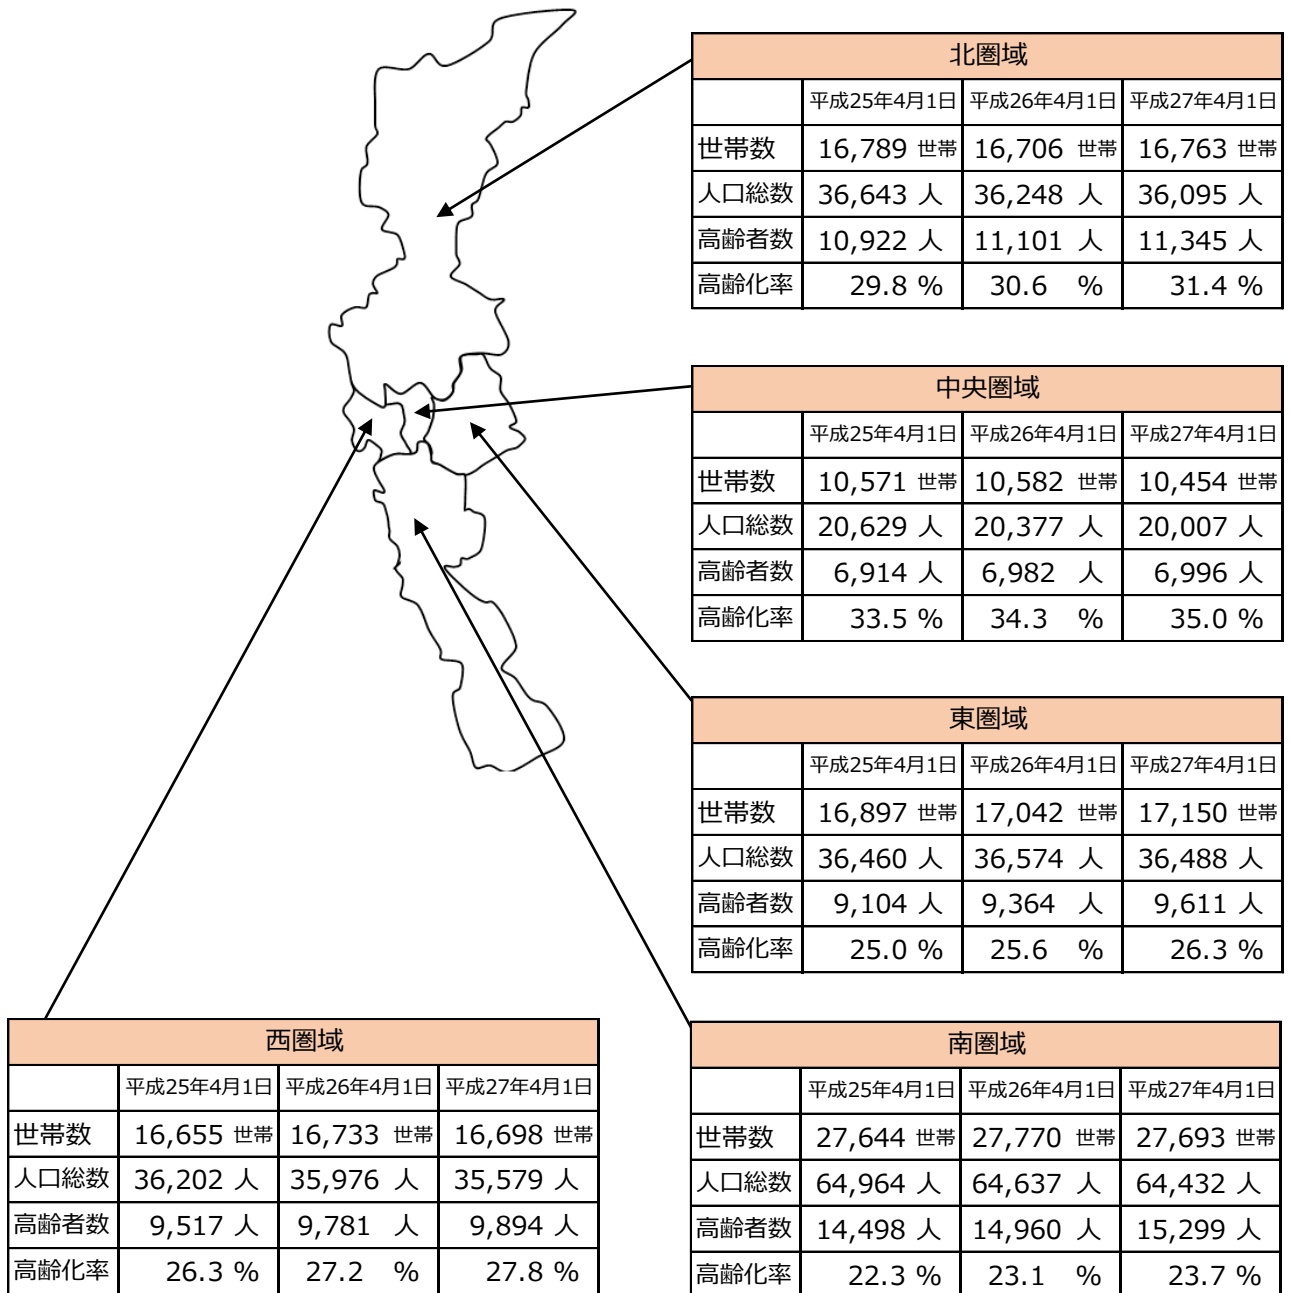 北圏域
平成25年4月1日 平成26年4月1日 平成27年4月1日
世帯数 16,789 世帯 16,706 世帯 16,763 世帯
人口総数 36,643 人 36,248 人 36,095 人
高齢者数 10,922 人 11,101 人 11,345 人
高齢化率 29.8 % 30.6 % 31.4 %
中央圏域
平成25年4月1日 平成26年4月1日 平成27年4月1日
世帯数 10,571 世帯 10,582 世帯 10,454 世帯
人口総数 20,629 人 20,377 人 20,007 人
高齢者数 6,914 人 6,982 人 6,996 人
高齢化率 33.5 % 34.3 % 35.0 %
東圏域
平成25年4月1日 平成26年4月1日 平成27年4月1日
世帯数 16,897 世帯 17,042 世帯 17,150 世帯
人口総数 36,460 人 36,574 人 36,488 人
高齢者数 9,104 人 9,364 人 9,611 人
高齢化率 25.0 % 25.6 % 26.3 %
西圏域
平成25年4月1日 平成26年4月1日 平成27年4月1日
世帯数 16,655 世帯 16,733 世帯 16,698 世帯
人口総数 36,202 人 35,976 人 35,579 人
高齢者数 9,517 人 9,781 人 9,894 人
高齢化率 26.3 % 27.2 % 27.8 %
南圏域
平成25年4月1日 平成26年4月1日 平成27年4月1日
世帯数 27,644 世帯 27,770 世帯 27,693 世帯
人口総数 64,964 人 64,637 人 64,432 人
高齢者数 14,498 人 14,960 人 15,299 人
高齢化率 22.3 % 23.1 % 23.7 %